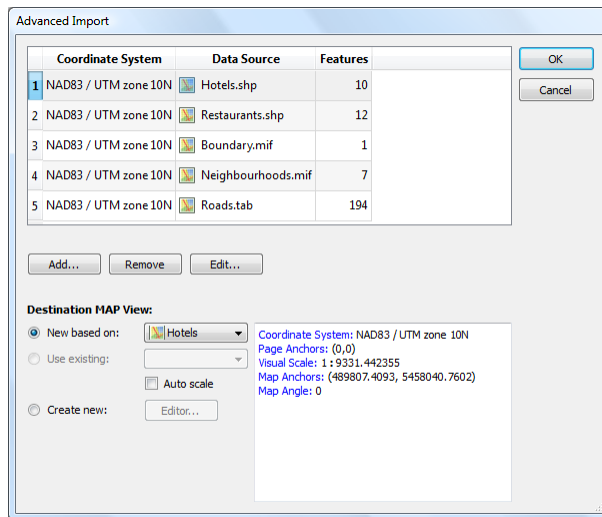 Advanced Import
Coordinate System Data Source Features
1 NAD83 / UTM zone 10N Hotels.shp 10
2 NAD83 / UTM zone 10N Restaurants.shp 12
3 NAD83 / UTM zone 10N Boundary.mif 1
4 NAD83 / UTM zone 10N Neighbourhoods.mif 7
5 NAD83 / UTM zone 10N Roads.tab 194
OK
Cancel
Add... Remove Edit...
Destination MAP View:
New based on: Hotels
Use existing:
Auto scale
Create new: Editor...
Coordinate System: NAD83 / UTM zone 10N
Page Anchors: (0,0)
Visual Scale: 1:9331.442355
Map Anchors: (489807.4093, 5458040.7602)
Map Angle: 0